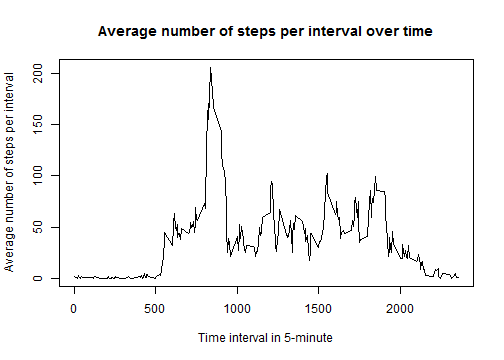 Average number of steps per interval over time
Average number of steps per interval
200
150
100
50
0
0 500 1000 1500 2000
Time interval in 5-minute